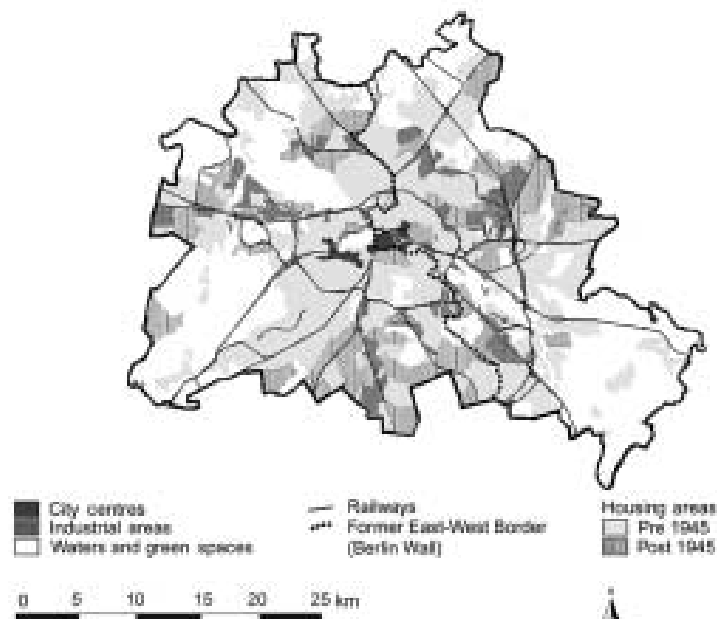 City centres
Industrial areas
Waters and green spaces
Railways
Former East-West Border
(Berlin Wall)
Housing areas
Pre 1945
Post 1945
0 5 10 15 20 25 km